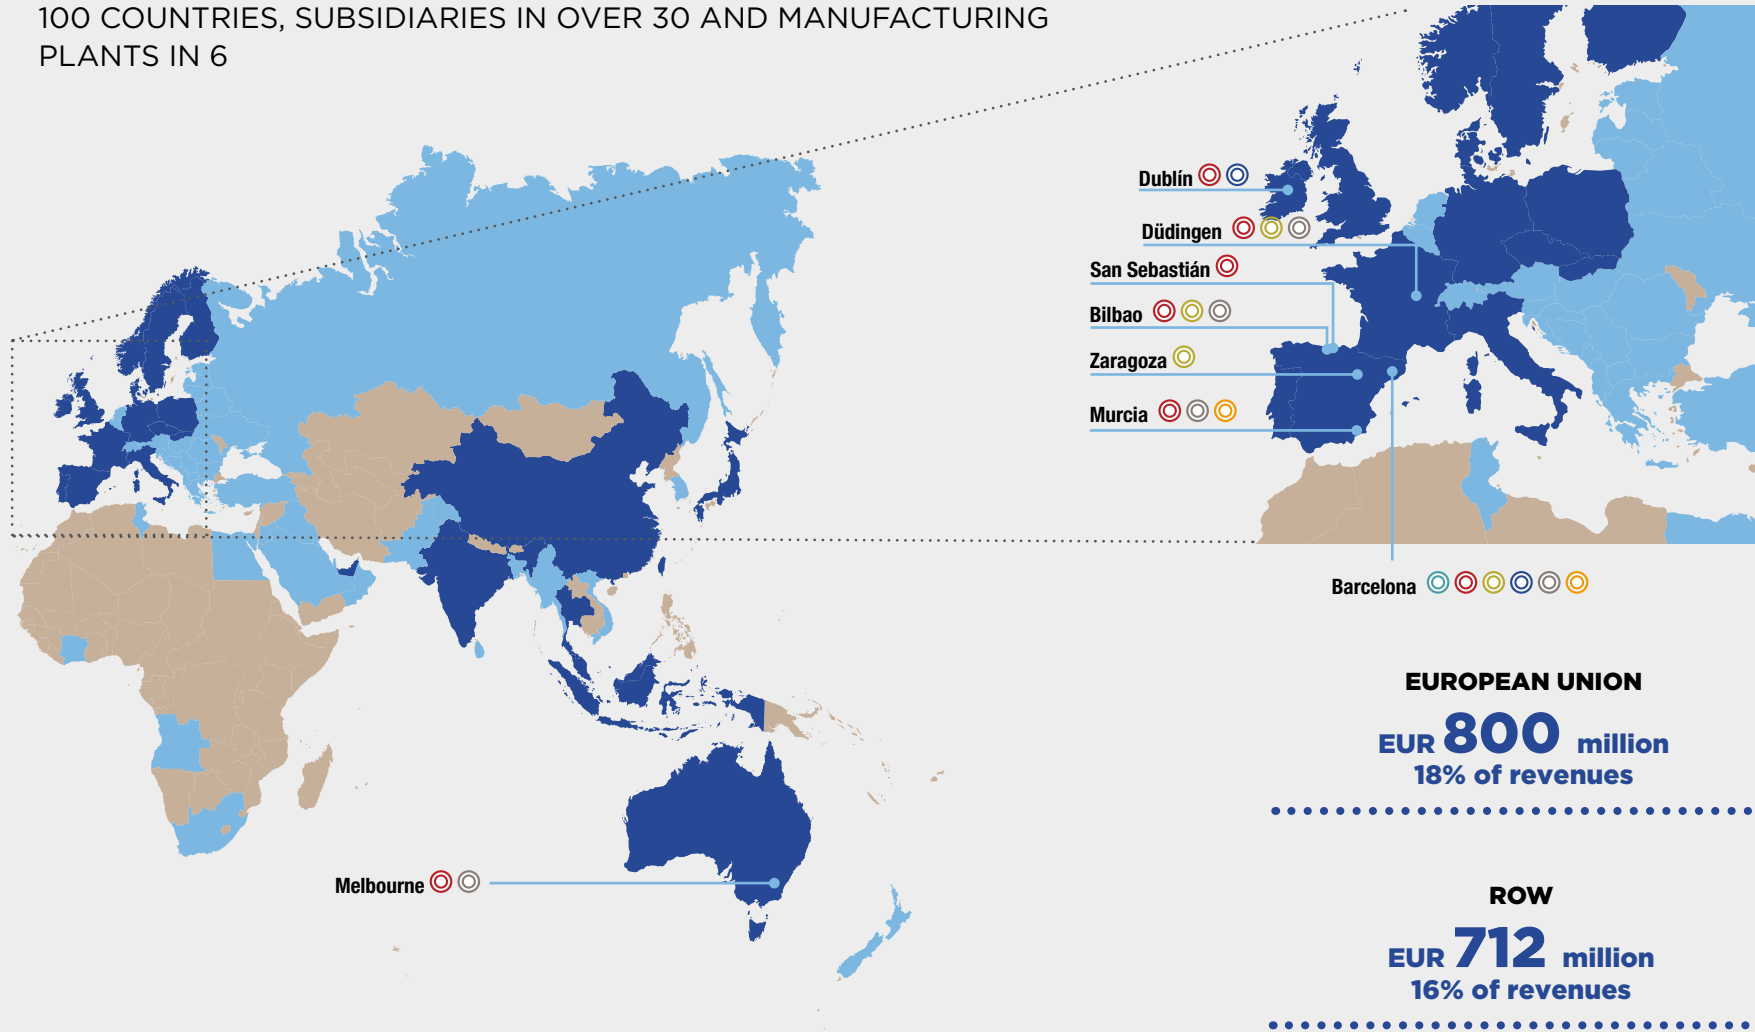 100 COUNTRIES, SUBSIDIARIES IN OVER 30 AND MANUFACTURING
PLANTS IN 6
Dublín
Düdingen
San Sebastián
Bilbao
Zaragoza
Murcia
Barcelona
Melbourne
EUROPEAN UNION
EUR 800 million
18% of revenues
ROW
EUR 712 million
16% of revenues